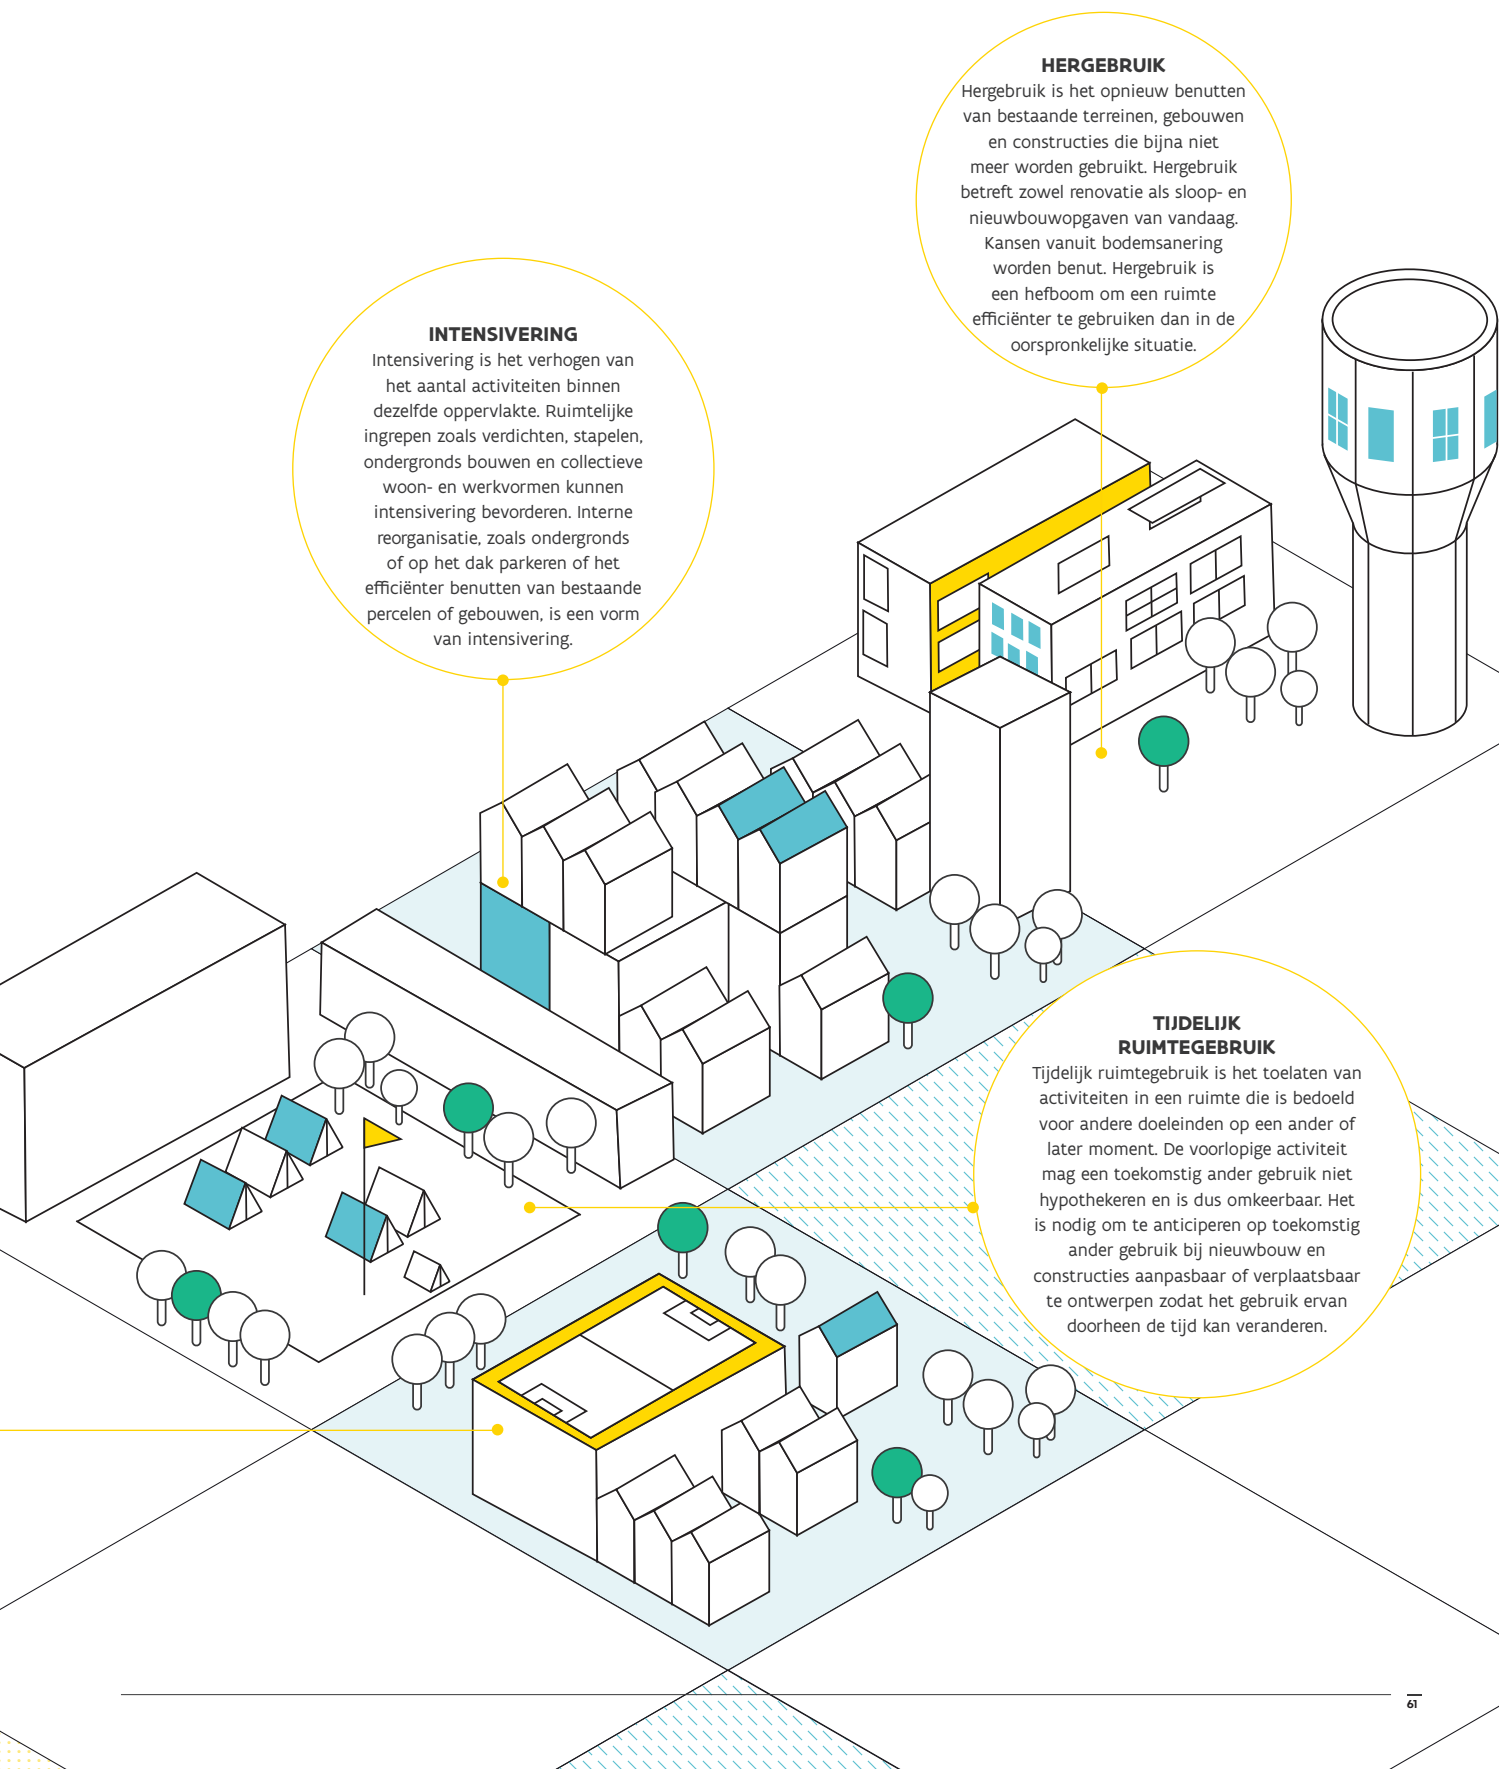 HERGEBRUIK
Hergebruik is het opnieuw benutten
van bestaande terreinen, gebouwen
en constructies die bijna niet
meer worden gebruikt. Hergebruik
betreft zowel renovatie als sloop- en
nieuwbouwopgaven van vandaag.
Kansen vanuit bodemsanering
worden benut. Hergebruik is
een hefboom om een ruimte
efficiënter te gebruiken dan in de
oorspronkelijke situatie.
INTENSIVERING
Intensivering is het verhogen van
het aantal activiteiten binnen
dezelfde oppervlakte. Ruimtelijke
ingrepen zoals verdichten, stapelen,
ondergronds bouwen en collectieve
woon- en werkvormen kunnen
intensivering bevorderen. Interne
reorganisatie, zoals ondergronds
of op het dak parkeren of het
efficiënter benutten van bestaande
percelen of gebouwen, is een vorm
van intensivering.
TIJDELIJK
RUIMTEGEBRUIK
Tijdelijk ruimtegebruik is het toelaten van
activiteiten in een ruimte die is bedoeld
voor andere doeleinden op een ander of
later moment. De voorlopige activiteit
mag een toekomstig ander gebruik niet
hypothekeren en is dus omkeerbaar. Het
is nodig om te anticiperen op toekomstig
ander gebruik bij nieuwbouw en
constructies aanpasbaar of verplaatsbaar
te ontwerpen zodat het gebruik ervan
doorheen de tijd kan veranderen.
61